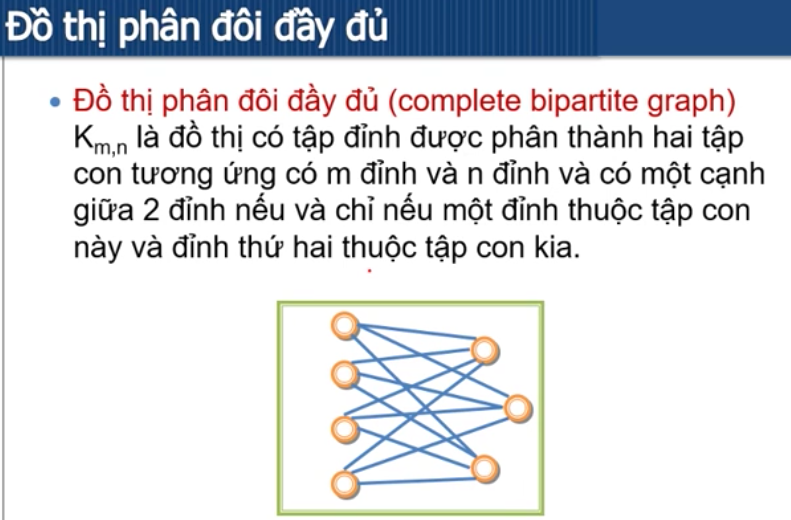 Đồ thị phân đôi đầy đủ
• Đồ thị phân đôi đầy đủ (complete bipartite graph)
Km,n là đồ thị có tập đỉnh được phân thành hai tập
con tương ứng có m đỉnh và n đỉnh và có một cạnh
giữa 2 đỉnh nếu và chỉ nếu một đỉnh thuộc tập con
này và đỉnh thứ hai thuộc tập con kia.